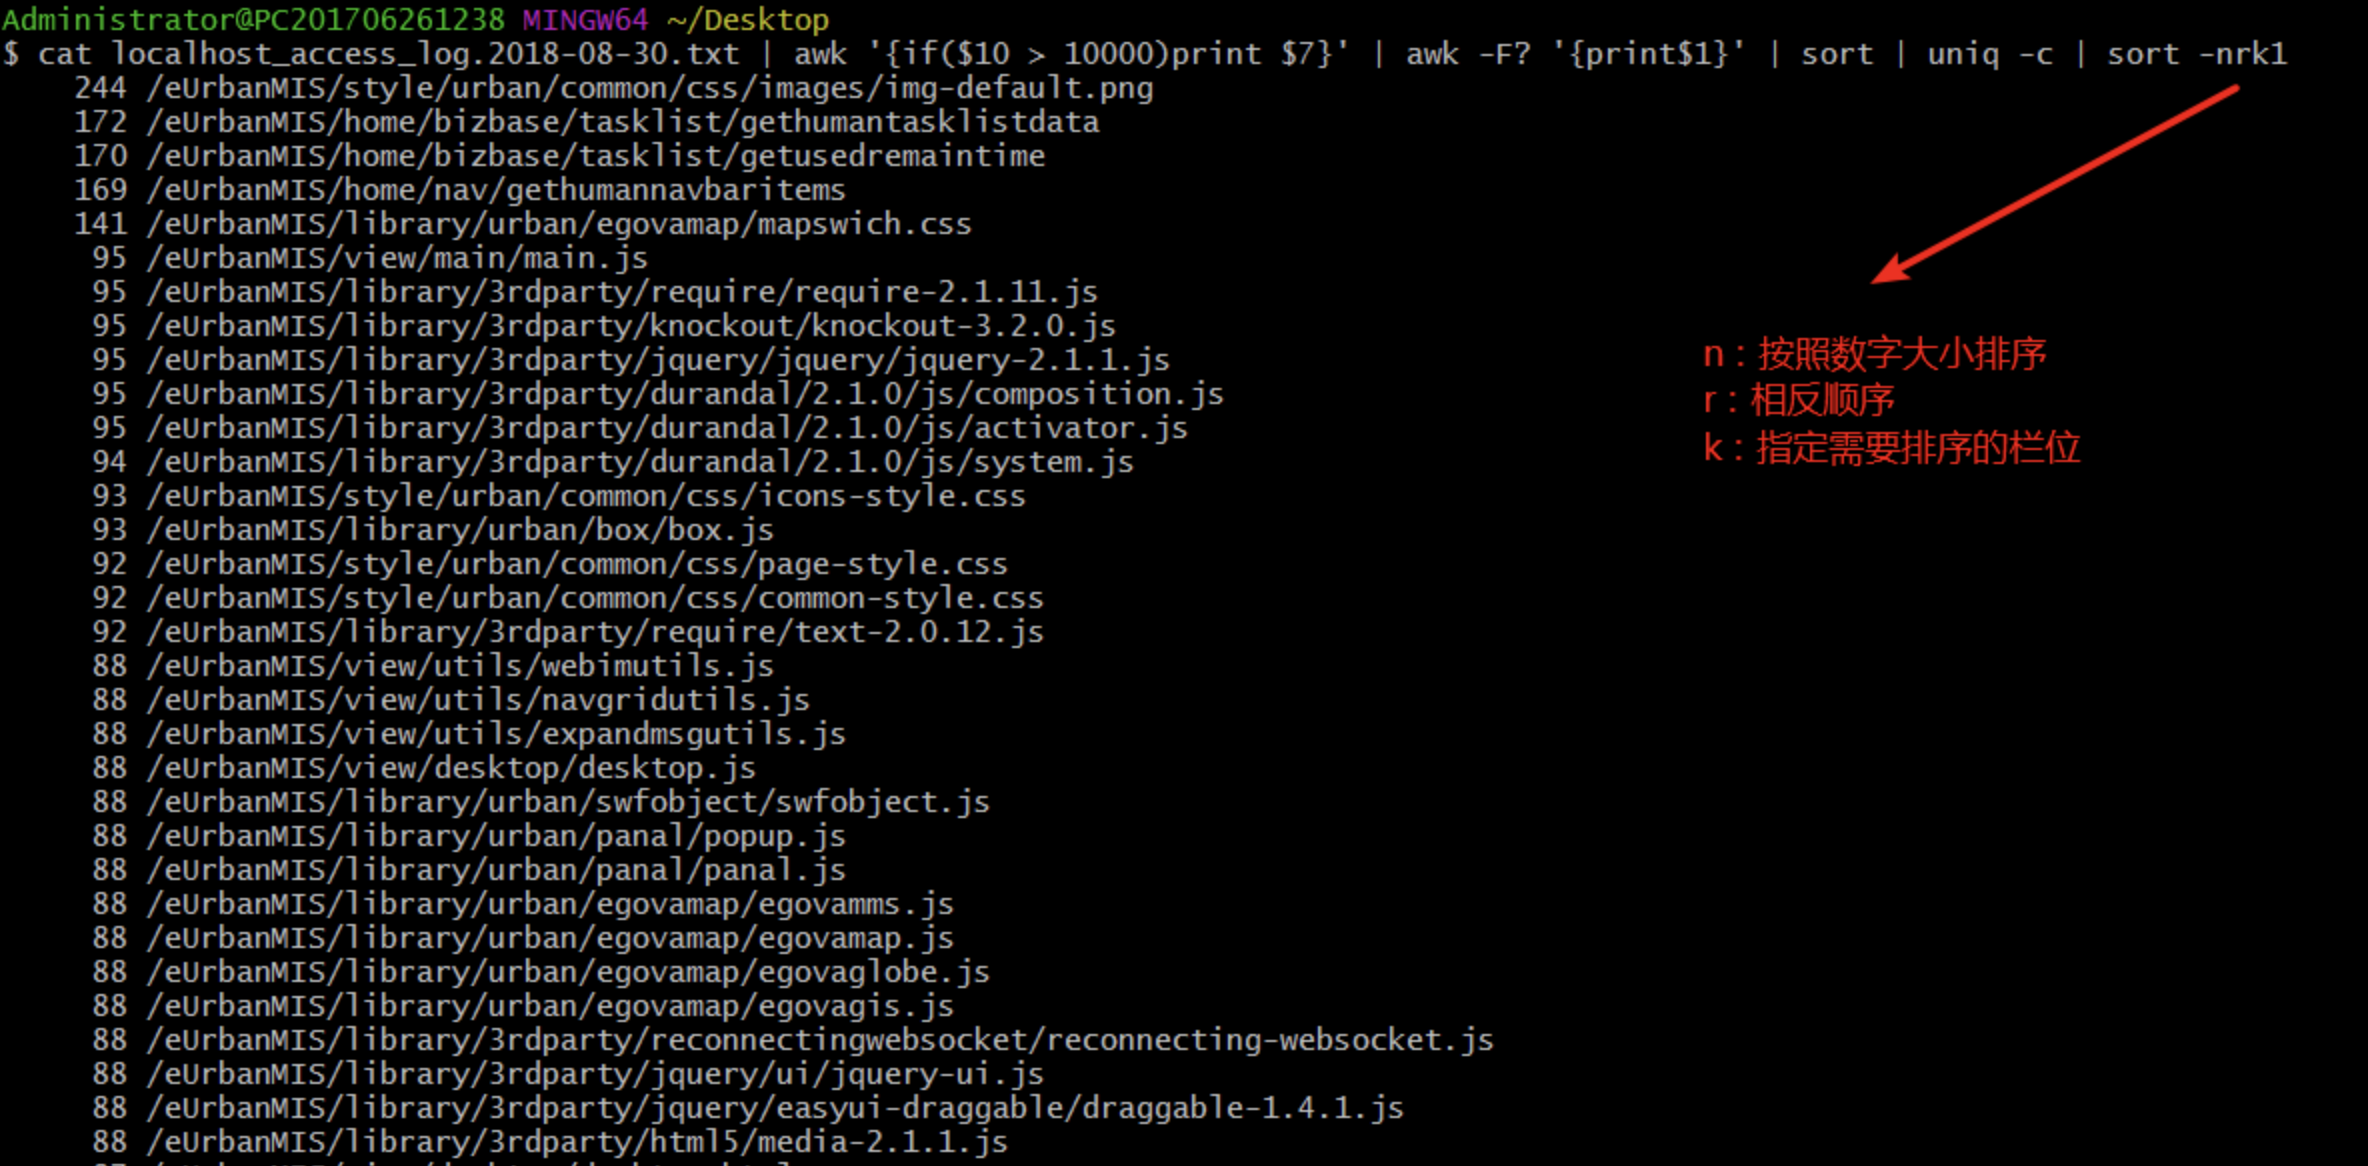 Administrator@PC201706261238 MINGW64 ~/Desktop
$ cat localhost_access_log.2018-08-30.txt | awk '{if($10 > 10000)print $7}' | awk -F? '{print$1}' | sort | uniq -c | sort -nrk1
244 /eUrbanMIS/style/urban/common/css/images/img-default.png
172 /eUrbanMIS/home/bizbase/tasklist/gethumantasklistdata
170 /eUrbanMIS/home/bizbase/tasklist/getusedremaintime
169 /eUrbanMIS/home/nav/gethumannavbaritems
141 /eUrbanMIS/library/urban/egovamap/mapswich.css
95 /eUrbanMIS/view/main/main.js
95 /eUrbanMIS/library/3rdparty/require/require-2.1.11.js
95 /eUrbanMIS/library/3rdparty/knockout/knockout-3.2.0.js
95 /eUrbanMIS/library/3rdparty/jquery/jquery/jquery-2.1.1.js
95 /eUrbanMIS/library/3rdparty/durandal/2.1.0/js/composition.js
95 /eUrbanMIS/library/3rdparty/durandal/2.1.0/js/activator.js
94 /eUrbanMIS/library/3rdparty/durandal/2.1.0/js/system.js
93 /eUrbanMIS/style/urban/common/css/icons-style.css
93 /eUrbanMIS/library/urban/box/box.js
92 /eUrbanMIS/style/urban/common/css/page-style.css
92 /eUrbanMIS/style/urban/common/css/common-style.css
92 /eUrbanMIS/library/3rdparty/require/text-2.0.12.js
88 /eUrbanMIS/view/utils/webimutils.js
88 /eUrbanMIS/view/utils/navgridutils.js
88 /eUrbanMIS/view/utils/expandmsgutils.js
88 /eUrbanMIS/view/desktop/desktop.js
88 /eUrbanMIS/library/urban/swfobject/swfobject.js
88 /eUrbanMIS/library/urban/panal/popup.js
88 /eUrbanMIS/library/urban/panal/panal.js
88 /eUrbanMIS/library/urban/egovamap/egovamms.js
88 /eUrbanMIS/library/urban/egovamap/egovamap.js
88 /eUrbanMIS/library/urban/egovamap/egovaglobe.js
88 /eUrbanMIS/library/urban/egovamap/egovagis.js
88 /eUrbanMIS/library/3rdparty/reconnectingwebsocket/reconnecting-websocket.js
88 /eUrbanMIS/library/3rdparty/jquery/ui/jquery-ui.js
88 /eUrbanMIS/library/3rdparty/jquery/easyui-draggable/draggable-1.4.1.js
88 /eUrbanMIS/library/3rdparty/html5/media-2.1.1.js
n：按照数字大小排序
r：相反顺序
k：指定需要排序的栏位